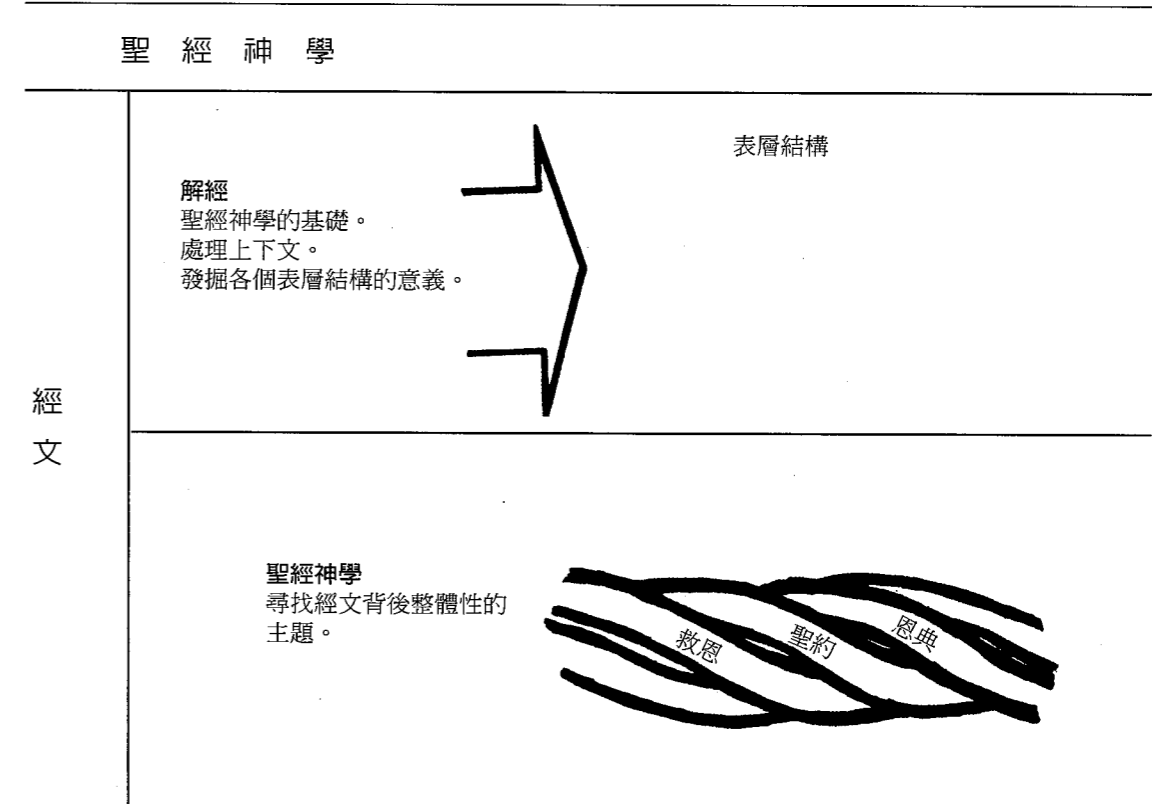 聖經神學
表層結構
解經
聖經神學的基礎。
處理上下文。
發掘各個表層結構的意義。
經
文
聖經神學
尋找經文背後整體性的
主題。
救恩
聖約
恩典